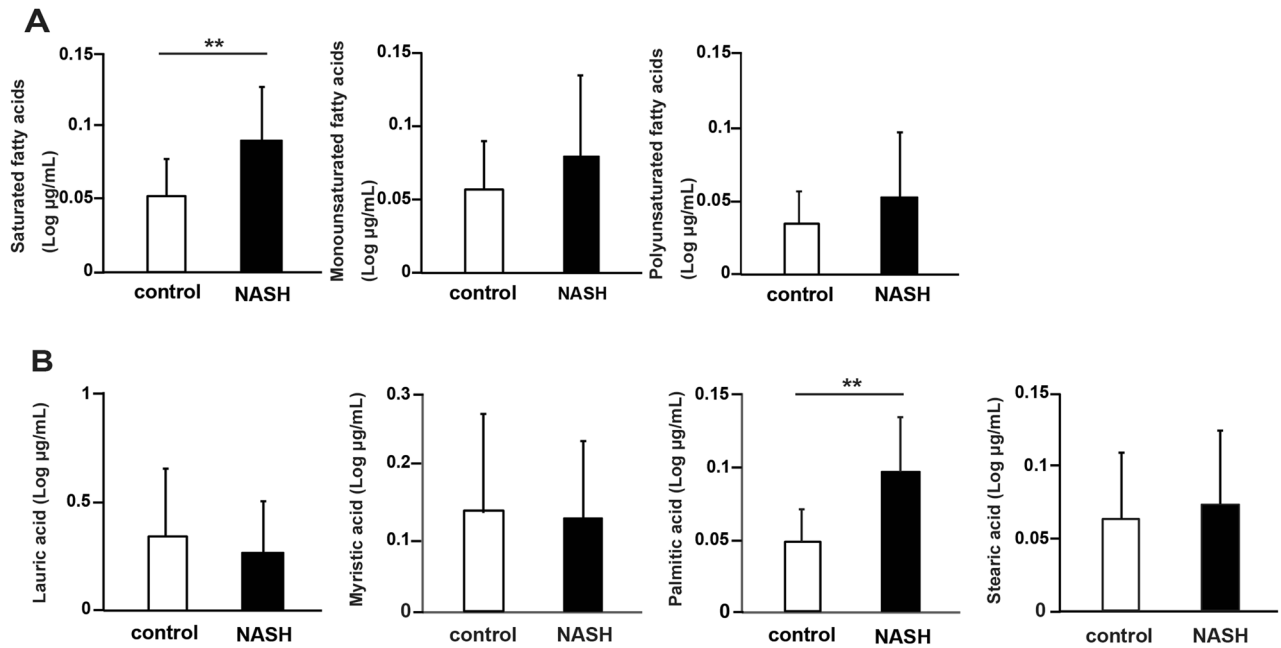 A
**
0.15
0.1
0.05
0
Saturated fatty acids
(Log µg/mL)
control
NASH
0.15
0.1
0.05
0
Monounsaturated fatty acids
(Log µg/mL)
control
NASH
0.15
0.1
0.05
0
Polyunsaturated fatty acids
(Log µg/mL)
control
NASH
B
1
0.5
0
Lauric acid (Log µg/mL)
control
NASH
0.3
0.2
0.1
0
Myristic acid (Log µg/mL)
control
NASH
**
0.15
0.1
0.05
0
Palmitic acid (Log µg/mL)
control
NASH
0.15
0.1
0.05
0
Stearic acid (Log µg/mL)
control
NASH